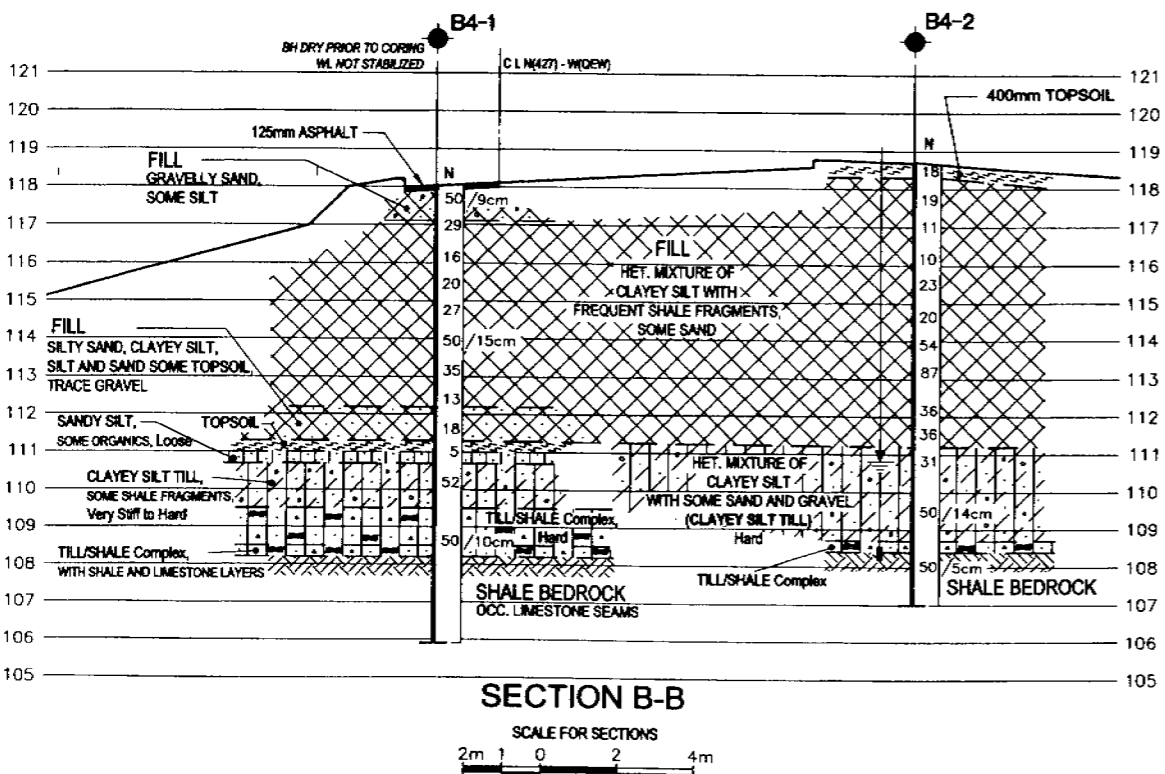 B4-1
B4-2
BH DRY PRIOR TO CORING
WL NOT STABILIZED
C L N(427) - W(QEW)
121
121
120
120
400mm TOPSOIL
125mm ASPHALT
119
119
FILL
GRAVELLY SAND,
SOME SILT
N
N
118
118
50/9cm
18
19
117
117
29
11
FILL
116
116
16
10
HET. MIXTURE OF
CLAYEY SILT WITH
FREQUENT SHALE FRAGMENTS,
SOME SAND
20
23
115
115
27
20
114
114
FILL
SILTY SAND, CLAYEY SILT,
SILT AND SAND SOME TOPSOIL,
TRACE GRAVEL
50/15cm
54
113
113
35
87
112
112
13
36
SANDY SILT,
SOME ORGANICS, Loose
TOPSOIL
18
36
111
111
5
31
CLAYEY SILT TILL,
SOME SHALE FRAGMENTS,
Very Stiff to Hard
HET. MIXTURE OF
CLAYEY SILT
WITH SOME SAND AND GRAVEL
(CLAYEY SILT TILL)
Hard
110
110
52
50/14cm
109
109
TILL/SHALE Complex,
Hard
50/10cm
TILL/SHALE Complex,
WITH SHALE AND LIMESTONE LAYERS
TILL/SHALE Complex
108
108
50/5cm
SHALE BEDROCK
OCC. LIMESTONE SEAMS
SHALE BEDROCK
107
107
106
106
105
105
SECTION B-B
SCALE FOR SECTIONS
2m 1 0 2 4m